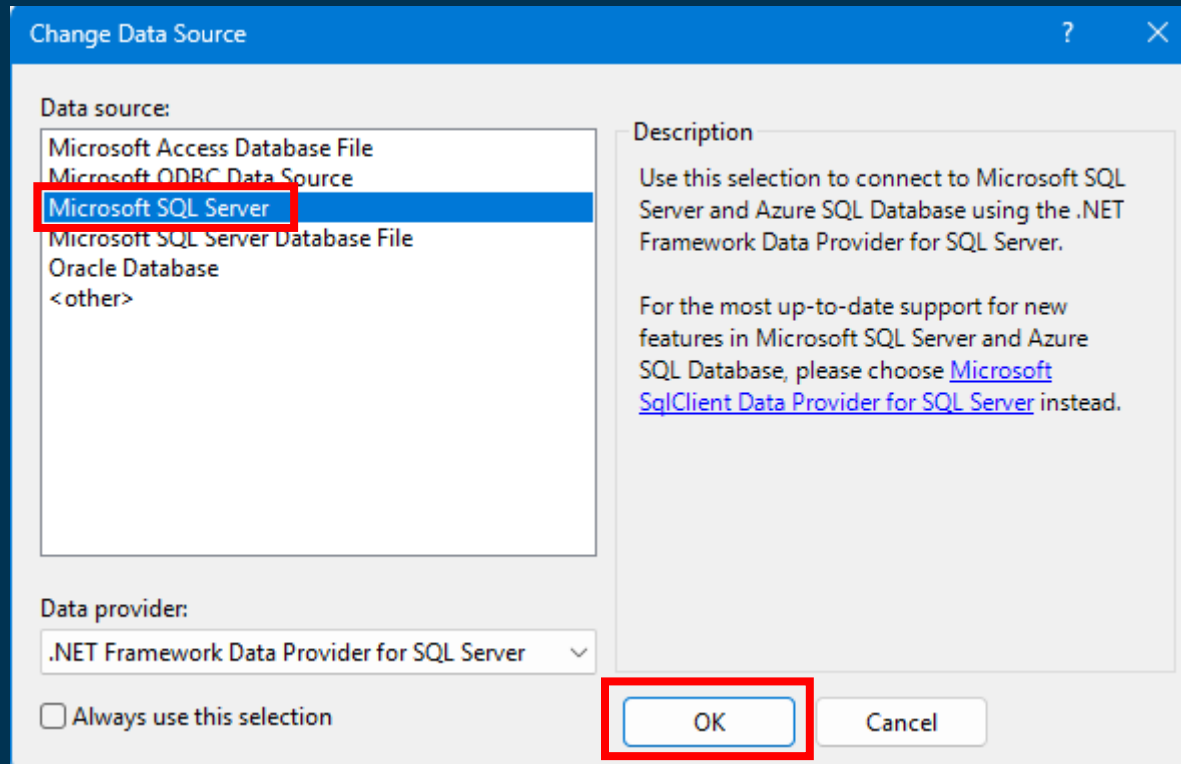 Change Data Source
Data source:
Microsoft Access Database File
Microsoft ODBC Data Source
Microsoft SQL Server
Microsoft SQL Server Database File
Oracle Database
<other>
Data provider:
.NET Framework Data Provider for SQL Server
Always use this selection
Description
Use this selection to connect to Microsoft SQL
Server and Azure SQL Database using the .NET
Framework Data Provider for SQL Server.
For the most up-to-date support for new
features in Microsoft SQL Server and Azure
SQL Database, please choose Microsoft
SqlClient Data Provider for SQL Server instead.
OK
Cancel